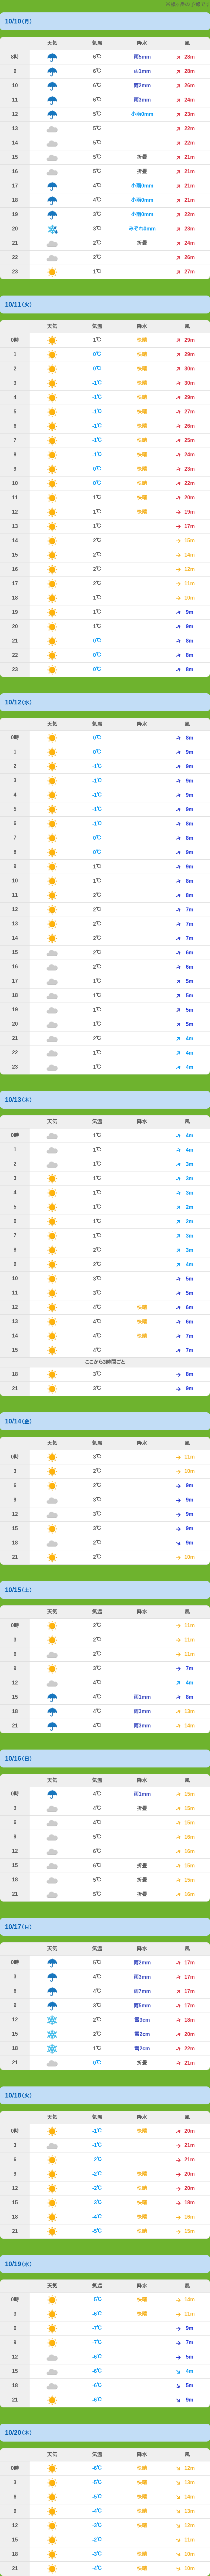 10/10(月)
天気 気温 降水 風
8時 6℃ 雨5mm 28m
9 6℃ 雨1mm 28m
10 6℃ 雨2mm 26m
11 6℃ 雨3mm 24m
12 5℃ 小雨0mm 23m
13 5℃ 22m
14 5℃ 22m
15 5℃ 折畳 21m
16 5℃ 折畳 21m
17 4℃ 小雨0mm 21m
18 4℃ 小雨0mm 21m
19 3℃ 小雨0mm 22m
20 3℃ みぞれ0mm 23m
21 2℃ 折畳 24m
22 2℃ 26m
23 1℃ 27m
10/11(火)
天気 気温 降水 風
0時 1℃ 快晴 29m
1 0℃ 快晴 29m
2 0℃ 快晴 30m
3 -1℃ 快晴 30m
4 -1℃ 快晴 29m
5 -1℃ 快晴 27m
6 -1℃ 快晴 26m
7 -1℃ 快晴 25m
8 -1℃ 快晴 24m
9 0℃ 快晴 23m
10 0℃ 快晴 22m
11 1℃ 快晴 20m
12 1℃ 快晴 19m
13 1℃ 17m
14 2℃ 15m
15 2℃ 14m
16 2℃ 12m
17 2℃ 11m
18 1℃ 10m
19 1℃ 9m
20 1℃ 9m
21 0℃ 8m
22 0℃ 8m
23 0℃ 8m
10/12(水)
天気 気温 降水 風
0時 0℃ 8m
1 0℃ 9m
2 -1℃ 9m
3 -1℃ 9m
4 -1℃ 9m
5 -1℃ 9m
6 -1℃ 8m
7 0℃ 8m
8 0℃ 9m
9 1℃ 9m
10 1℃ 8m
11 2℃ 8m
12 2℃ 7m
13 2℃ 7m
14 2℃ 7m
15 2℃ 6m
16 2℃ 6m
17 1℃ 5m
18 1℃ 5m
19 1℃ 5m
20 1℃ 5m
21 2℃ 4m
22 1℃ 4m
23 1℃ 4m
10/13(木)
天気 気温 降水 風
0時 1℃ 4m
1 1℃ 4m
2 1℃ 3m
3 1℃ 3m
4 1℃ 3m
5 1℃ 2m
6 1℃ 2m
7 1℃ 3m
8 2℃ 3m
9 2℃ 4m
10 3℃ 5m
11 3℃ 5m
12 4℃ 快晴 6m
13 4℃ 快晴 6m
14 4℃ 快晴 7m
15 4℃ 7m
ここから3時間ごと
18 3℃ 8m
21 3℃ 9m
10/14(金)
天気 気温 降水 風
0時 3℃ 11m
3 2℃ 10m
6 2℃ 9m
9 3℃ 9m
12 3℃ 9m
15 3℃ 9m
18 2℃ 9m
21 2℃ 10m
10/15(土)
天気 気温 降水 風
0時 2℃ 11m
3 2℃ 11m
6 2℃ 11m
9 3℃ 7m
12 4℃ 4m
15 4℃ 雨1mm 8m
18 4℃ 雨3mm 13m
21 4℃ 雨3mm 14m
10/16(日)
天気 気温 降水 風
0時 4℃ 雨1mm 15m
3 4℃ 折畳 15m
6 4℃ 15m
9 5℃ 16m
12 6℃ 16m
15 6℃ 折畳 15m
18 5℃ 折畳 15m
21 5℃ 折畳 16m
10/17(月)
天気 気温 降水 風
0時 5℃ 雨2mm 17m
3 4℃ 雨3mm 17m
6 4℃ 雨7mm 17m
9 3℃ 雨5mm 17m
12 2℃ 雪3cm 18m
15 2℃ 雪2cm 20m
18 1℃ 雪2cm 22m
21 0℃ 折畳 21m
10/18(火)
天気 気温 降水 風
0時 -1℃ 快晴 20m
3 -1℃ 21m
6 -2℃ 21m
9 -2℃ 快晴 20m
12 -2℃ 快晴 20m
15 -3℃ 快晴 18m
18 -4℃ 快晴 16m
21 -5℃ 快晴 15m
10/19(水)
天気 気温 降水 風
0時 -5℃ 快晴 14m
3 -6℃ 快晴 11m
6 -7℃ 9m
9 -7℃ 7m
12 -6℃ 5m
15 -6℃ 4m
18 -6℃ 5m
21 -6℃ 9m
10/20(木)
天気 気温 降水 風
0時 -6℃ 快晴 12m
3 -5℃ 快晴 13m
6 -5℃ 快晴 14m
9 -4℃ 快晴 13m
12 -3℃ 快晴 12m
15 -2℃ 11m
18 -3℃ 快晴 10m
21 -4℃ 快晴 10m